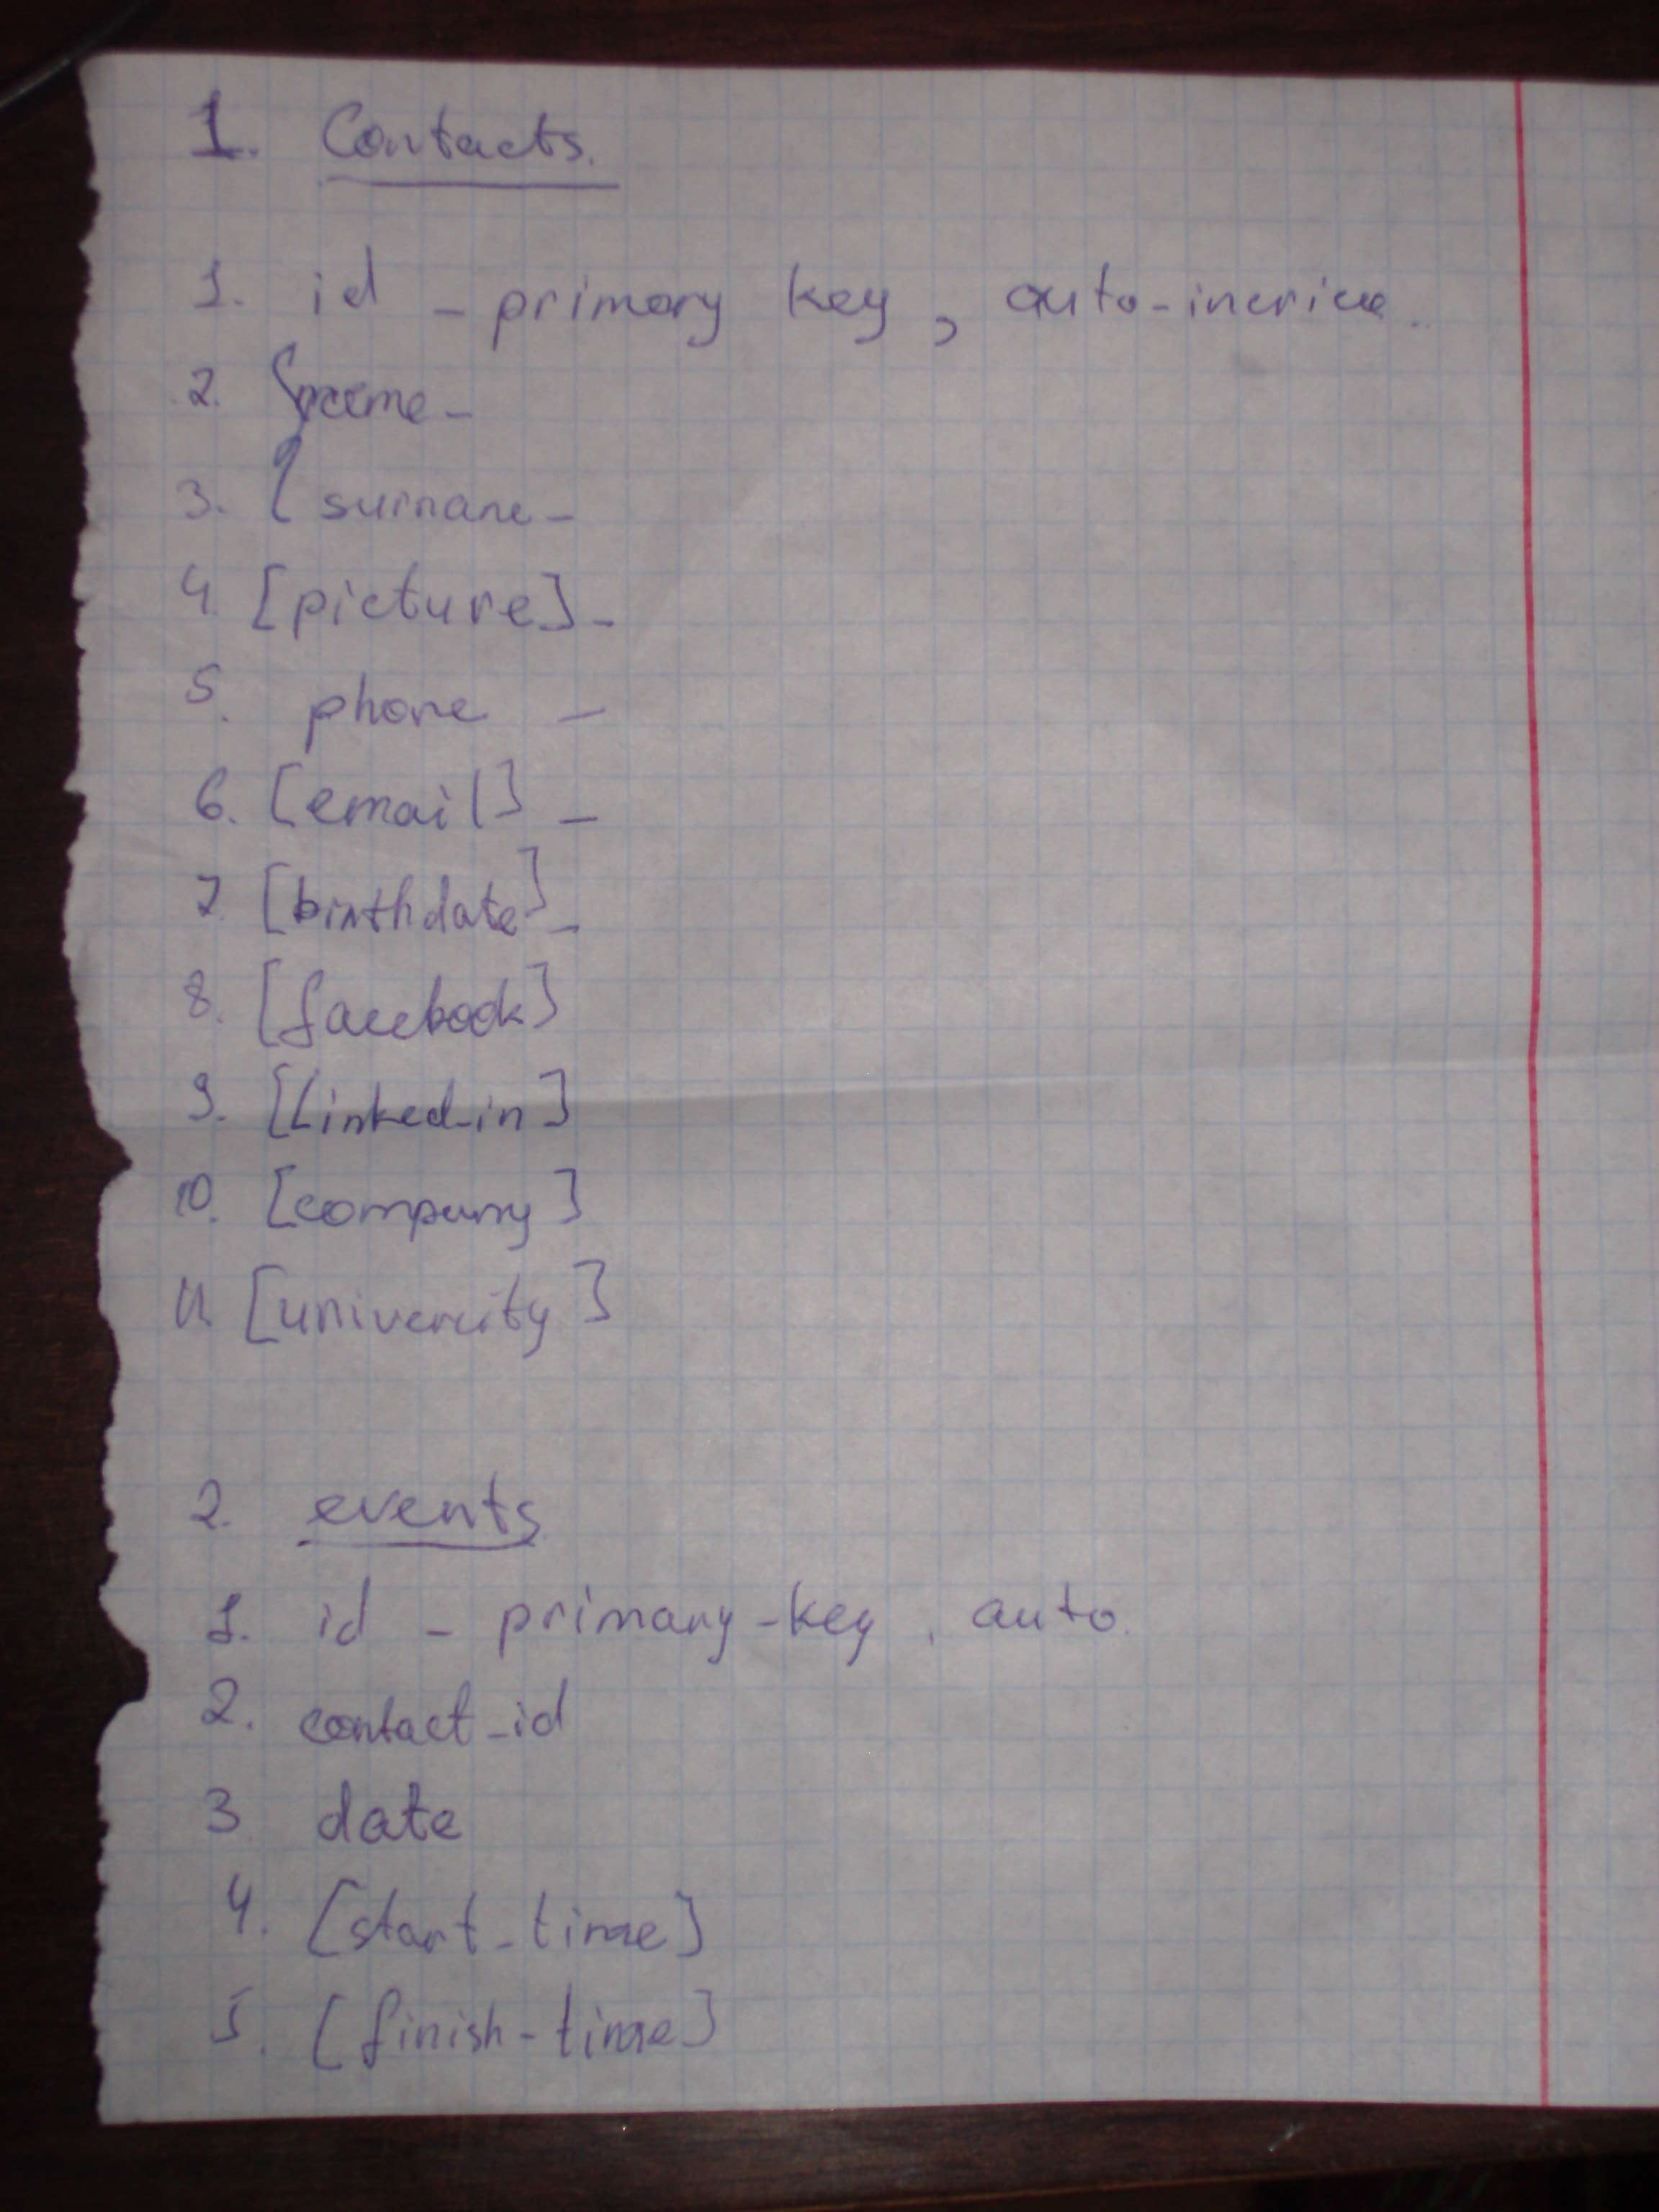 1. Contacts.
1. id - primary key, auto-incriče..
2. name -
3. surname -
4. [picture] -
5. phone -
6. [email] -
7. [birthdate] -
8. [facebook]
9. [Linked-in]
10. [company]
11. [univercity]
2. events
1. id - primary-key, auto.
2. contact_id
3. date
4. [start_time]
5. [finish-time]